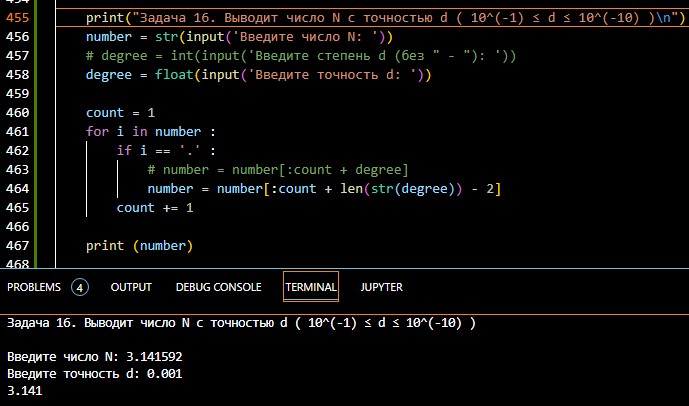 454
455 print("Задача 16. Выводит число N с точностью d ( 10^(-1) ≤ d ≤ 10^(-10) )\n")
456 number = str(input('Введите число N: '))
457 # degree = int(input('Введите степень d (без " - "): '))
458 degree = float(input('Введите точность d: '))
459
460 count = 1
461 for i in number :
462 if i == '.' :
463 # number = number[:count + degree]
464 number = number[:count + len(str(degree)) - 2]
465 count += 1
466
467 print (number)
468
PROBLEMS 4 OUTPUT DEBUG CONSOLE TERMINAL JUPYTER
Задача 16. Выводит число N с точностью d ( 10^(-1) ≤ d ≤ 10^(-10) )
Введите число N: 3.141592
Введите точность d: 0.001
3.141